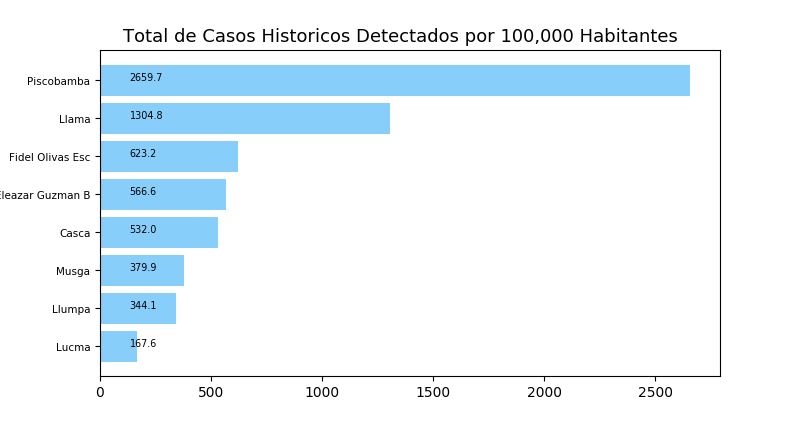 Total de Casos Historicos Detectados por 100,000 Habitantes
Piscobamba 2659.7
Llama 1304.8
Fidel Olivas Esc 623.2
Guzman B 566.6
Casca 532.0
Musga 379.9
Llumpa 344.1
Lucma 167.6
0 500 1000 1500 2000 2500